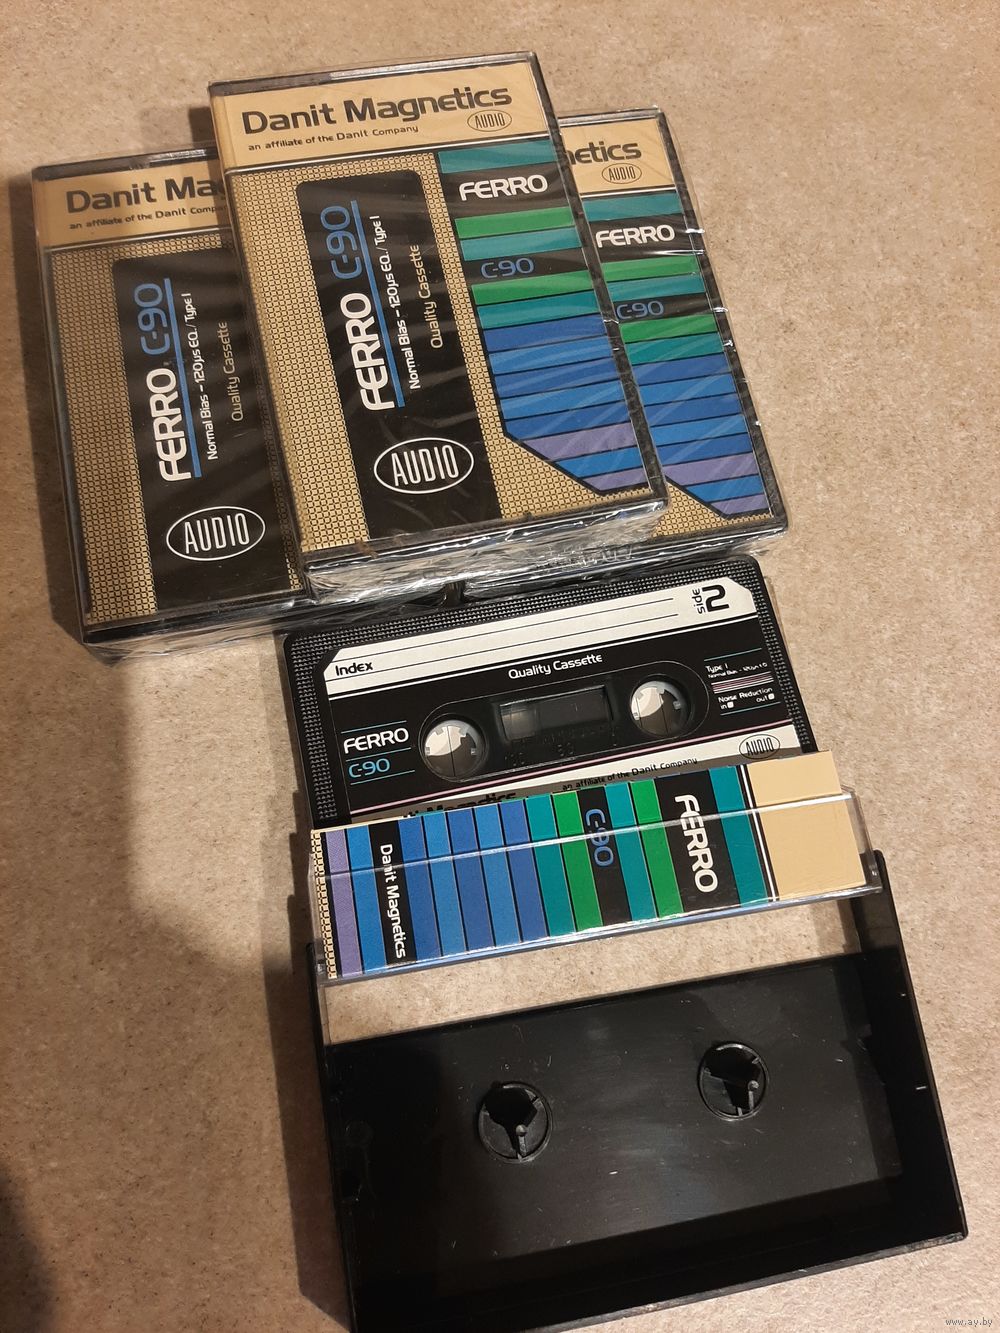 Danit Magnetics
an affiliate of the Danit Company
AUDIO
FERRO
C-90
FERRO C-90
Normal Bias - 120µs EQ./Type I
Quality Cassette
AUDIO
Danit Mag
an affiliate of the Danit Company
FERRO C-90
Normal Bias - 120µs EQ./Type I
Quality Cassette
AUDIO
netics
AUDIO
FERRO
C-90
side 2
Index
Quality Cassette
Type I
Noise Reduction
in out
FERRO
C-90
AUDIO
an affiliate of the Danit Company
Magnetics
Danit Magnetics
C-90
FERRO
www.ay.by